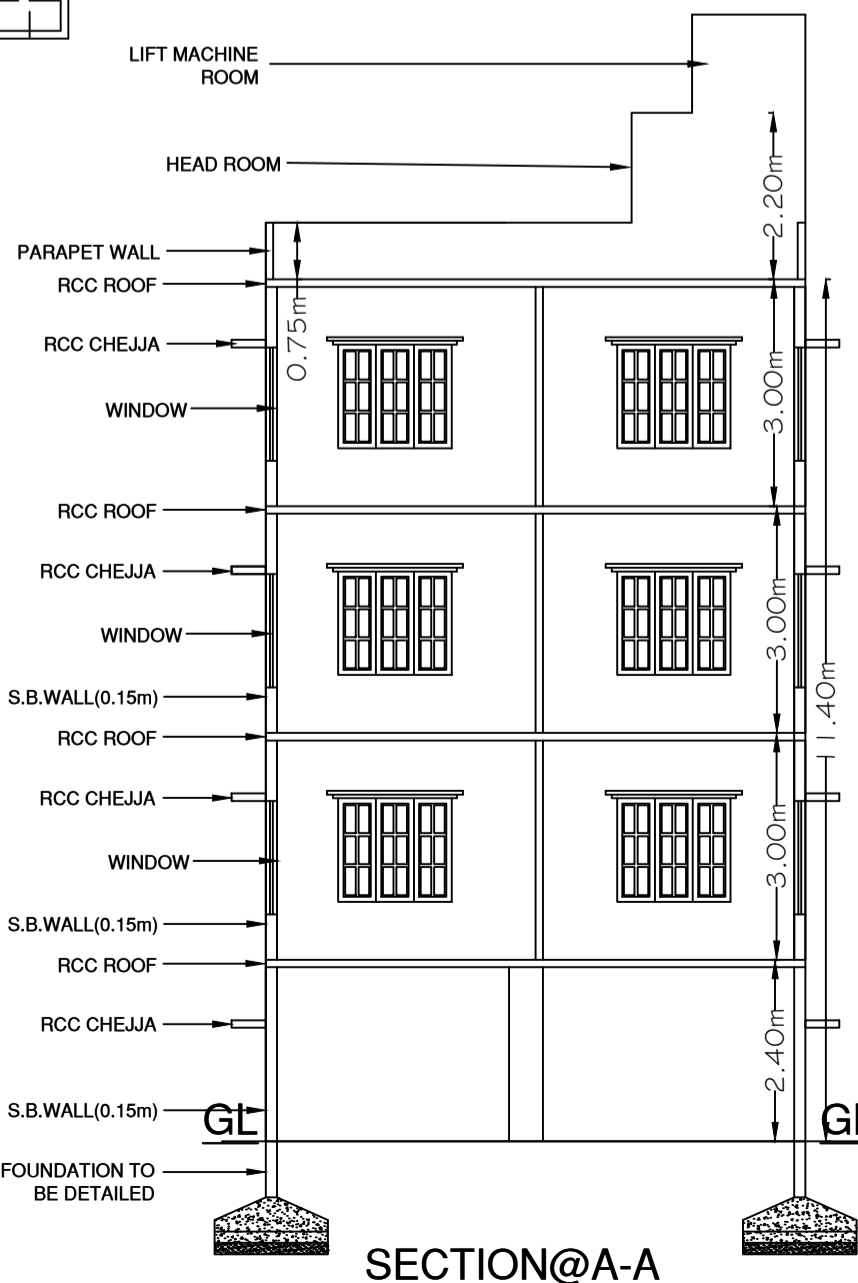 LIFT MACHINE
ROOM
HEAD ROOM
2.20m
PARAPET WALL
RCC ROOF
0.75m
RCC CHEJJA
3.00m
WINDOW
RCC ROOF
RCC CHEJJA
3.00m
WINDOW
11.40m
S.B.WALL(0.15m)
RCC ROOF
RCC CHEJJA
3.00m
WINDOW
S.B.WALL(0.15m)
RCC ROOF
RCC CHEJJA
2.40m
S.B.WALL(0.15m)
GL
FOUNDATION TO
BE DETAILED
SECTION@A-A